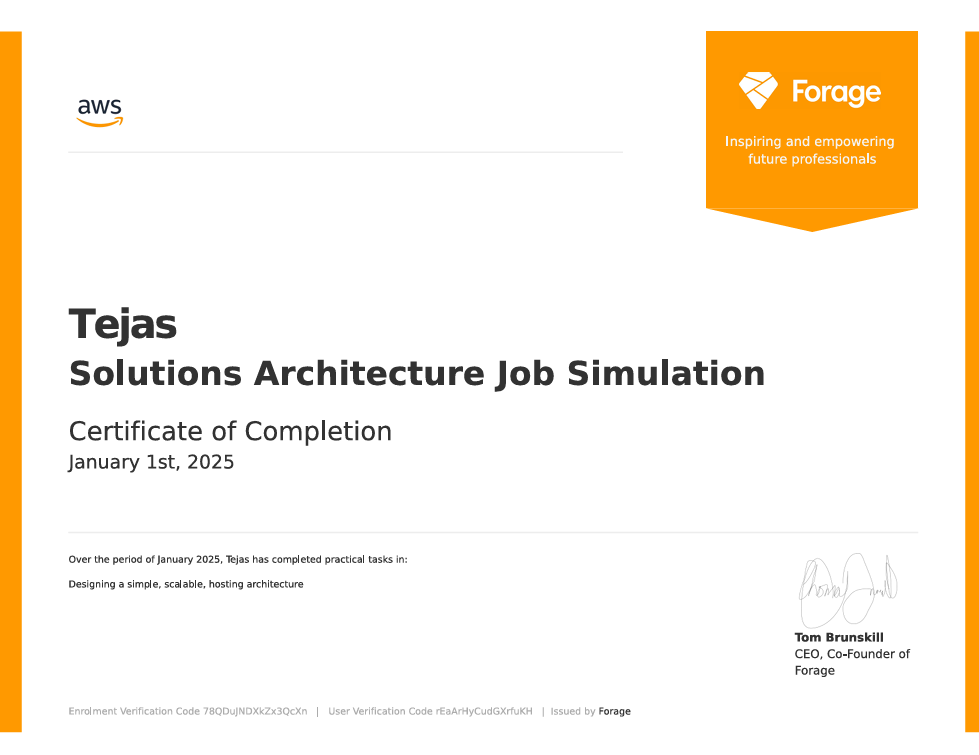 aws
Forage
Inspiring and empowering
future professionals
Tejas
Solutions Architecture Job Simulation
Certificate of Completion
January 1st, 2025
Over the period of January 2025, Tejas has completed practical tasks in:
Designing a simple, scalable, hosting architecture
Tom Brunskill
CEO, Co-Founder of
Forage
Enrolment Verification Code 78QDuJNDXkZx3QcXn | User Verification Code rEaArHyCudGXrfuKH | Issued by Forage